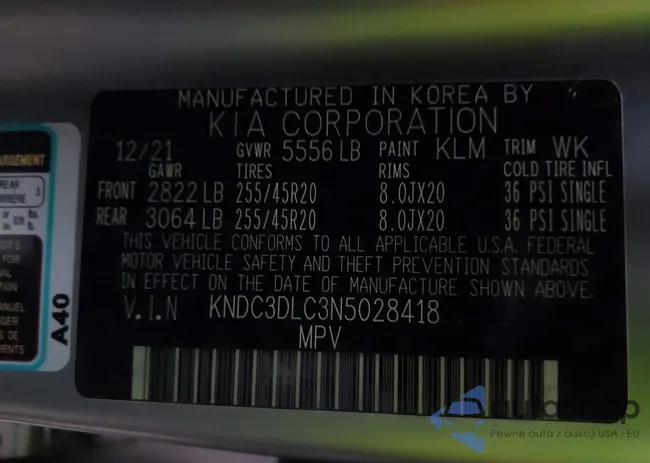 MANUFACTURED IN KOREA BY
KIA CORPORATION
12/21 GVWR 5556 LB PAINT KLM TRIM WK
GAWR TIRES RIMS COLD TIRE INFL
FRONT 2822 LB 255/45R20 8.0JX20 36 PSI SINGLE
REAR 3064 LB 255/45R20 8.0JX20 36 PSI SINGLE
THIS VEHICLE CONFORMS TO ALL APPLICABLE U.S.A. FEDERAL
MOTOR VEHICLE SAFETY AND THEFT PREVENTION STANDARDS
IN EFFECT ON THE DATE OF MANUFACTURE SHOWN ABOVE.
V.I.N KNDC3DLC3N5028418
MPV
A40
REAR
3
FOR
Pewne auta z aukcji USA i EU